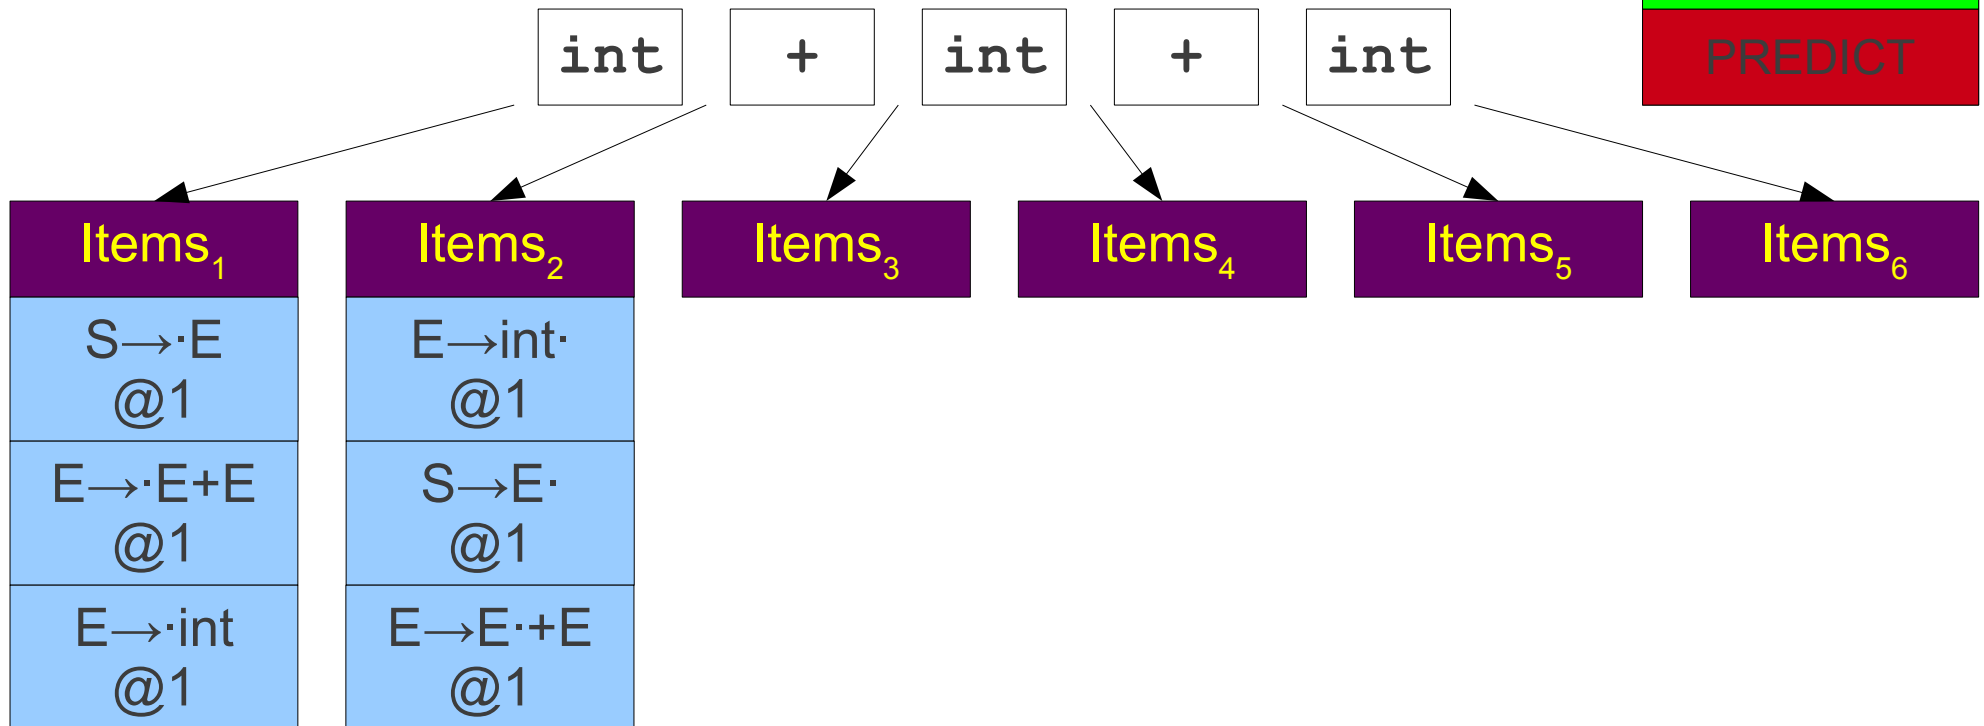 int + int + int PREDICT
Items₁ Items₂ Items₃ Items₄ Items₅ Items₆
S→·E E→int·
@1 @1
E→·E+E S→E·
@1 @1
E→·int E→E·+E
@1 @1